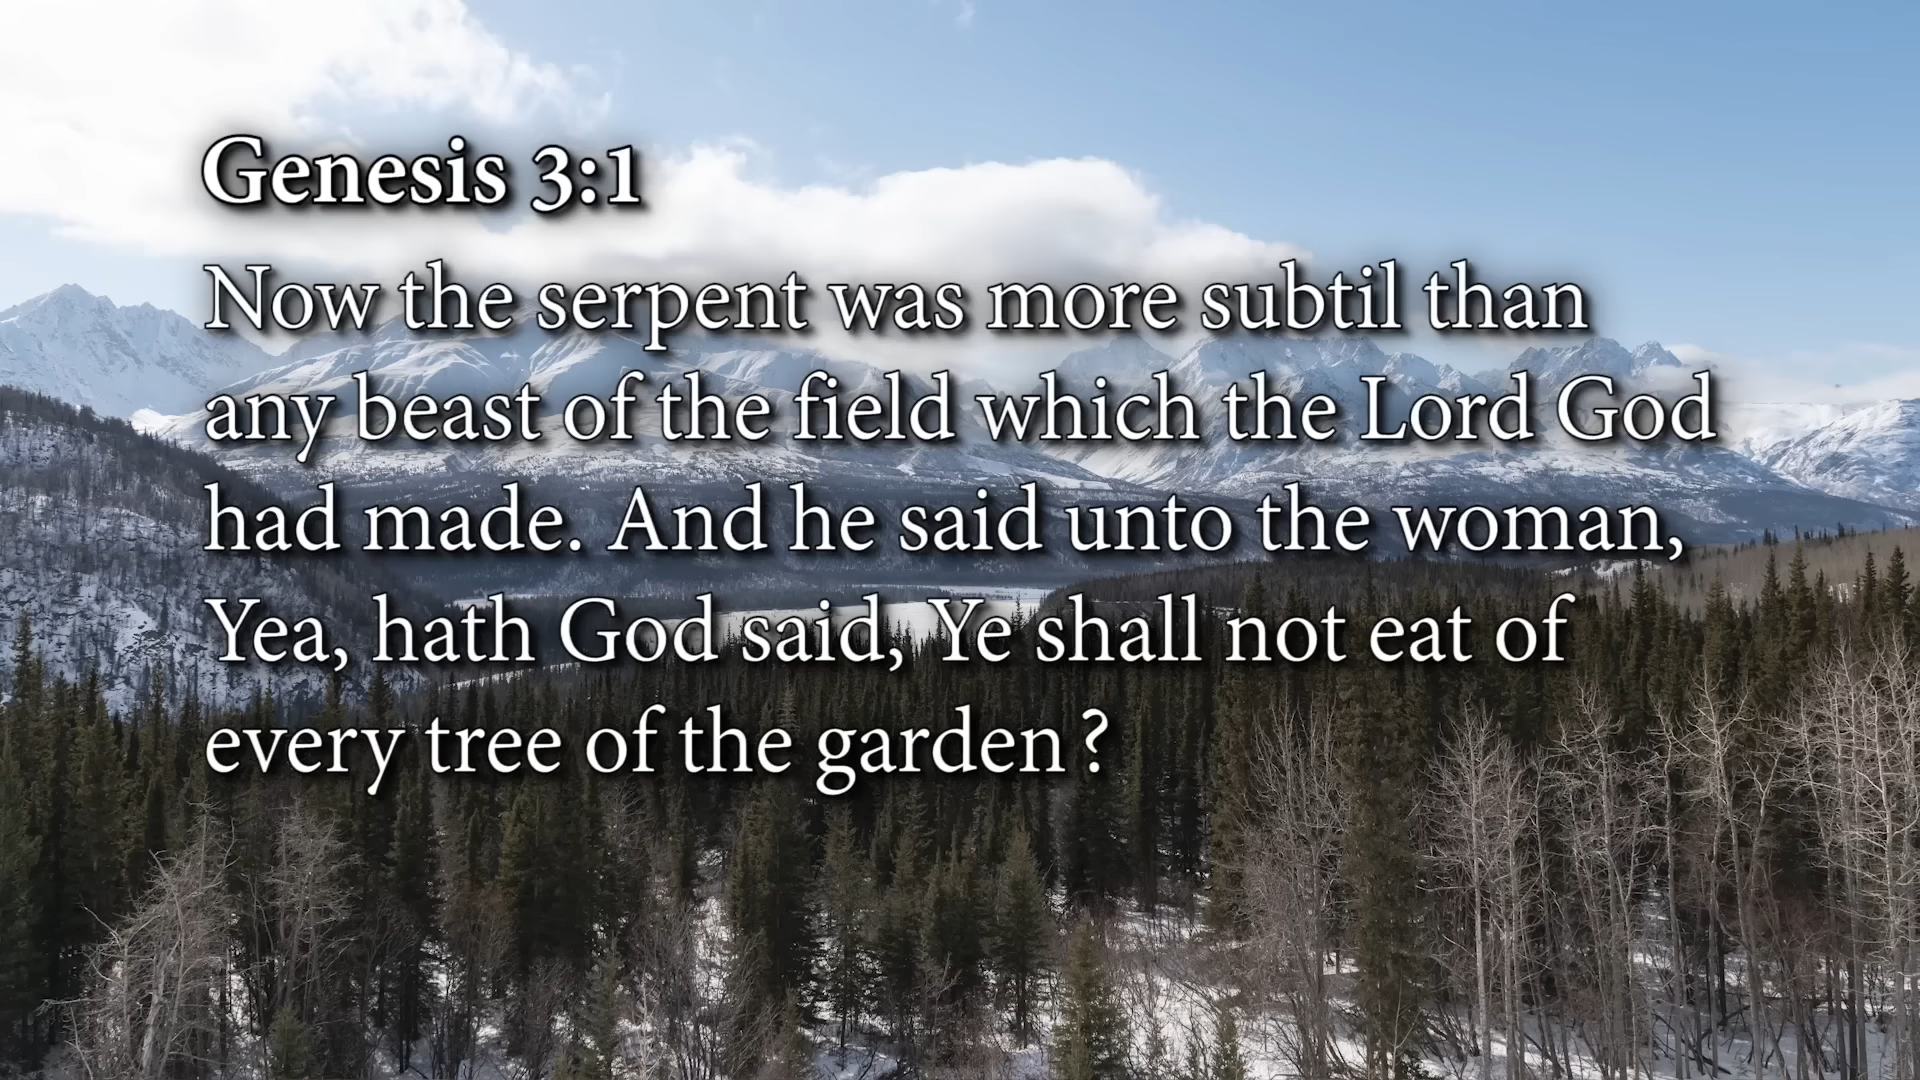 Genesis 3:1
Now the serpent was more subtil than
any beast of the field which the Lord God
had made. And he said unto the woman,
Yea, hath God said, Ye shall not eat of
every tree of the garden?